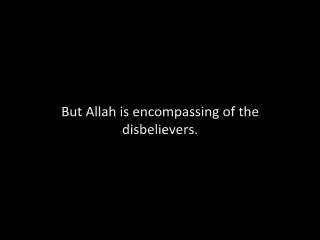 But Allah is encompassing of the
disbelievers.